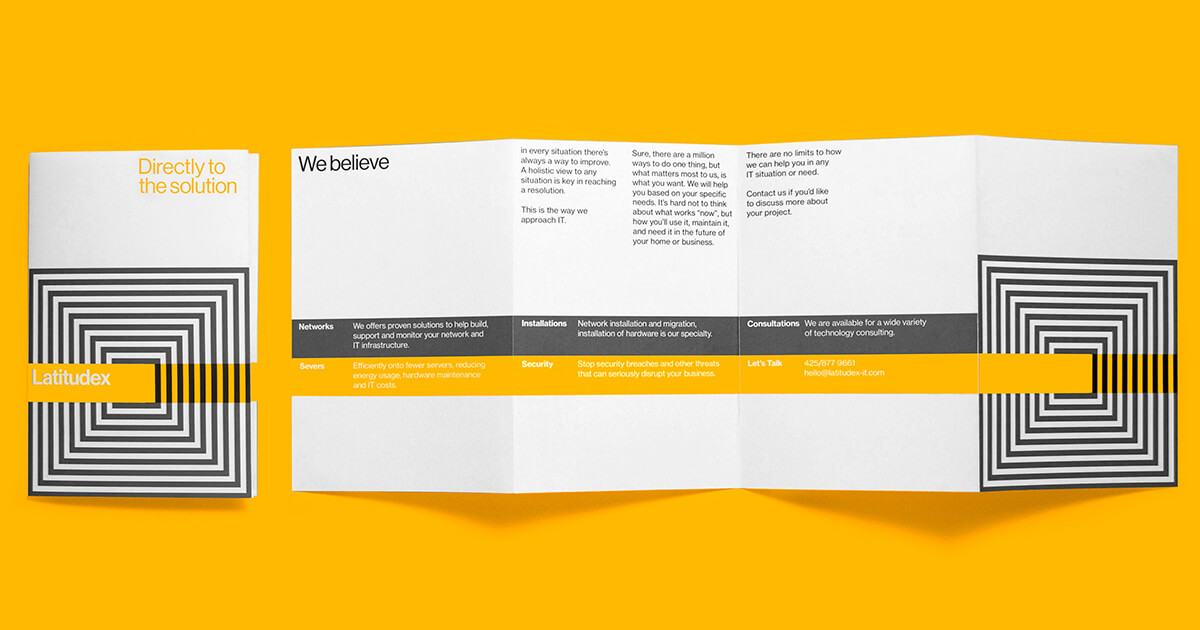 Directly to
the solution
Latitudex
We believe
in every situation there's
always a way to improve.
A holistic view to any
situation is key in reaching
a resolution.
This is the way we
approach IT.
Sure, there are a million
ways to do one thing, but
what matters most to us, is
what you want. We will help
you based on your specific
needs. It's hard not to think
about what works “now”, but
how you'll use it, maintain it,
and need it in the future of
your home or business.
There are no limits to how
we can help you in any
IT situation or need.
Contact us if you'd like
to discuss more about
your project.
Networks
We offers proven solutions to help build,
support and monitor your network and
IT infrastructure.
Severs
Efficiently onto fewer servers, reducing
energy usage, hardware maintenance
and IT costs.
Installations
Network installation and migration,
installation of hardware is our specialty.
Security
Stop security breaches and other threats
that can seriously disrupt your business.
Consultations
We are available for a wide variety
of technology consulting.
Let's Talk
425/877 9661
hello@latitudex-it.com